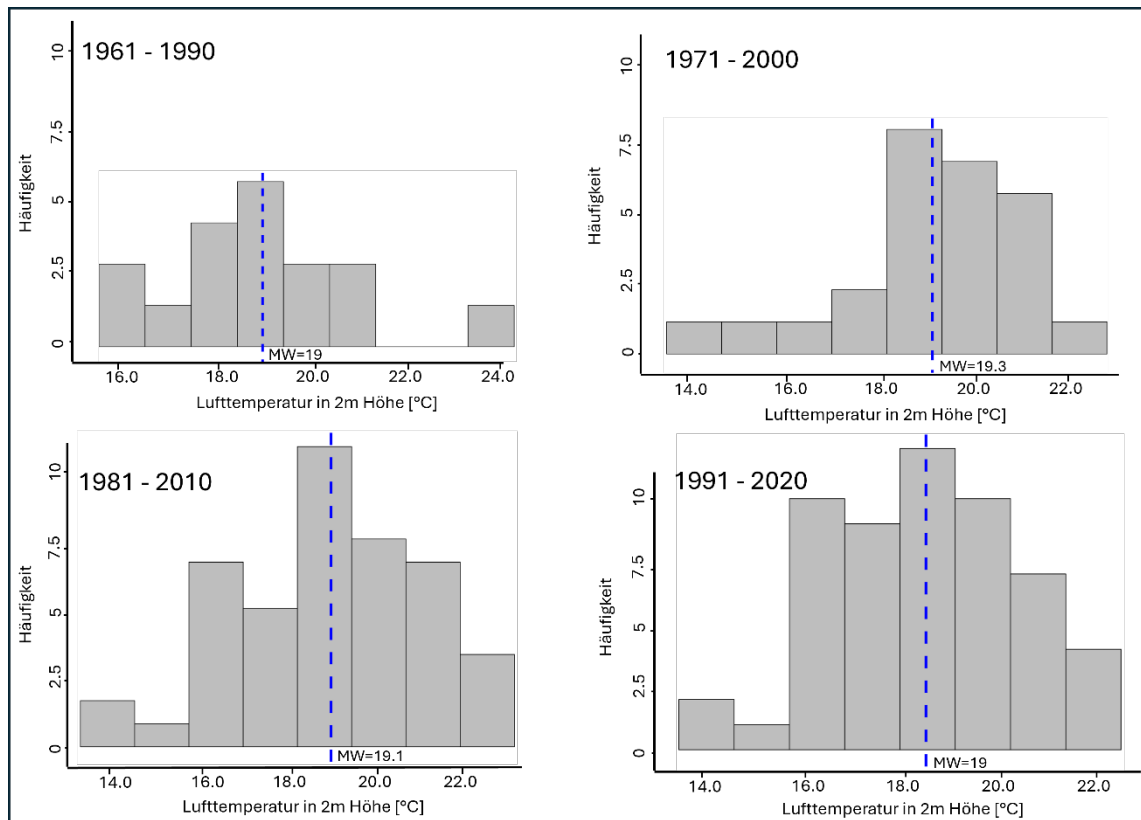 1961 - 1990
10
7.5
5
2.5
0
Häufigkeit
MW=19
16.0 18.0 20.0 22.0 24.0
Lufttemperatur in 2m Höhe [°C]
1971 - 2000
10
7.5
5
2.5
0
Häufigkeit
MW=19.3
14.0 16.0 18.0 20.0 22.0
Lufttemperatur in 2m Höhe [°C]
1981 - 2010
10
7.5
5
2.5
0
Häufigkeit
MW=19.1
14.0 16.0 18.0 20.0 22.0
Lufttemperatur in 2m Höhe [°C]
1991 - 2020
10
7.5
5
2.5
0
Häufigkeit
MW=19
14.0 16.0 18.0 20.0 22.0
Lufttemperatur in 2m Höhe [°C]